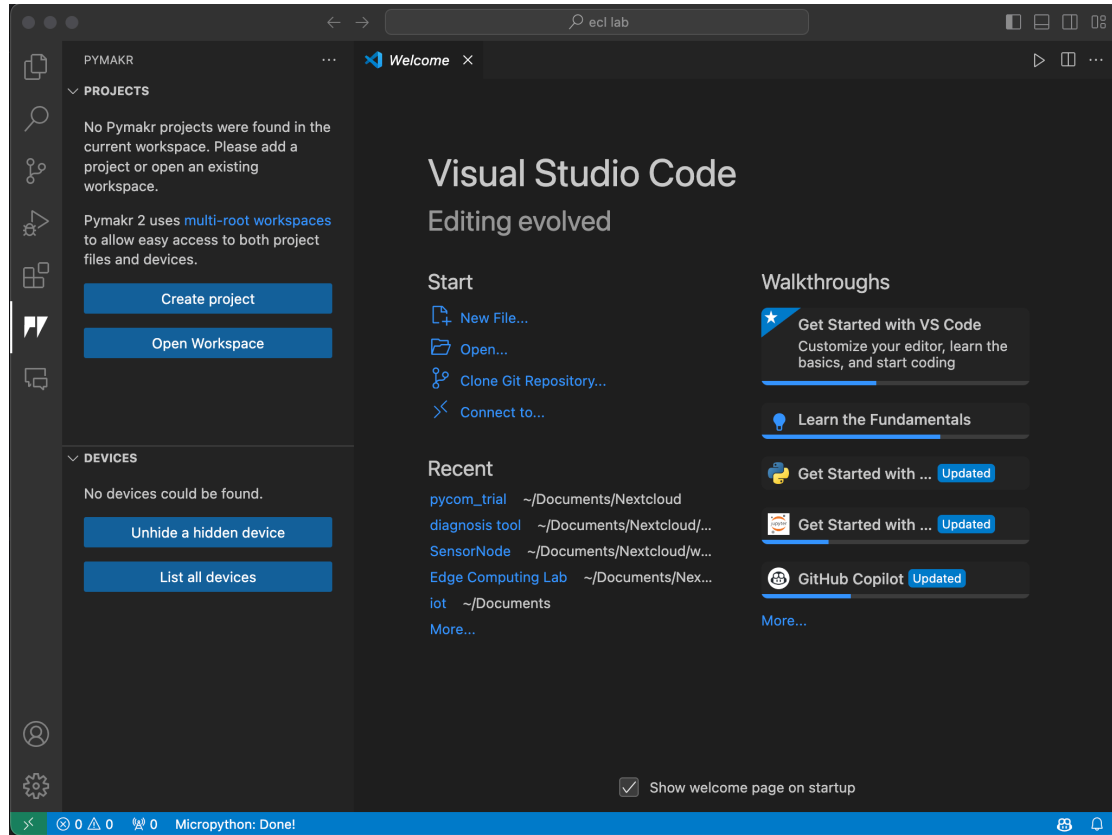 ecl lab
PYMAKR
Welcome
PROJECTS
No Pymakr projects were found in the
current workspace. Please add a
project or open an existing
workspace.
Pymakr 2 uses multi-root workspaces
to allow easy access to both project
files and devices.
Create project
Open Workspace
DEVICES
No devices could be found.
Unhide a hidden device
List all devices
Visual Studio Code
Editing evolved
Start
New File...
Open...
Clone Git Repository...
Connect to...
Recent
pycom_trial ~/Documents/Nextcloud
diagnosis tool ~/Documents/Nextcloud/...
SensorNode ~/Documents/Nextcloud/w...
Edge Computing Lab ~/Documents/Nex...
iot ~/Documents
More...
Walkthroughs
Get Started with VS Code
Customize your editor, learn the
basics, and start coding
Learn the Fundamentals
Get Started with ... Updated
jupyter Get Started with ... Updated
GitHub Copilot Updated
More...
Show welcome page on startup
0 0 0 Micropython: Done!